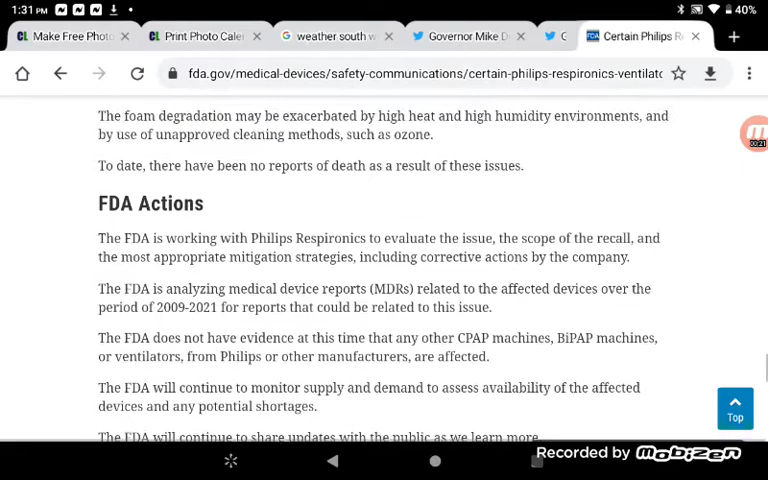 1:31 PM
40%
Make Free Photo
Print Photo Cale
weather south w
Governor Mike D
Certain Philips R
fda.gov/medical-devices/safety-communications/certain-philips-respironics-ventilato
The foam degradation may be exacerbated by high heat and high humidity environments, and
by use of unapproved cleaning methods, such as ozone.
To date, there have been no reports of death as a result of these issues.
00:21
FDA Actions
The FDA is working with Philips Respironics to evaluate the issue, the scope of the recall, and
the most appropriate mitigation strategies, including corrective actions by the company.
The FDA is analyzing medical device reports (MDRs) related to the affected devices over the
period of 2009-2021 for reports that could be related to this issue.
The FDA does not have evidence at this time that any other CPAP machines, BiPAP machines,
or ventilators, from Philips or other manufacturers, are affected.
The FDA will continue to monitor supply and demand to assess availability of the affected
devices and any potential shortages.
Top
The FDA will continue to share updates with the public as we learn more.
Recorded by mobizen